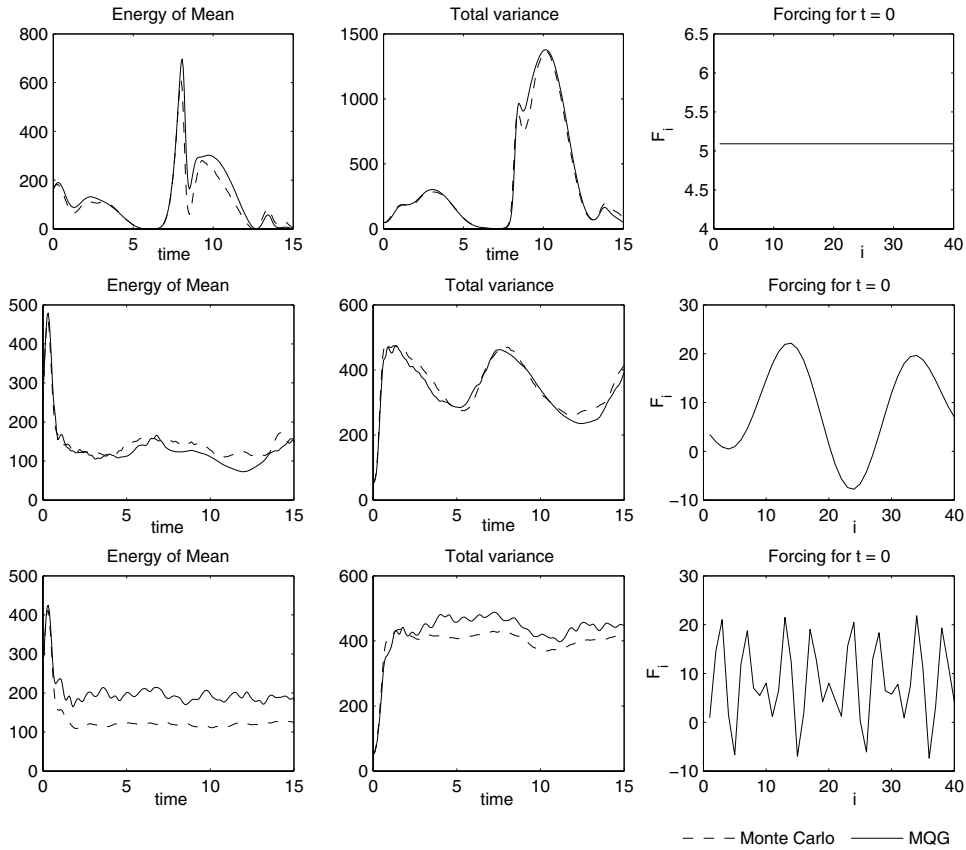 Energy of Mean
800
600
400
200
0
0 5 10 15
time
Total variance
1500
1000
500
0
0 5 10 15
time
Forcing for t = 0
6.5
6
5.5
5
4.5
4
F_i
0 10 20 30 40
i
Energy of Mean
500
400
300
200
100
0
0 5 10 15
time
Total variance
600
400
200
0
0 5 10 15
time
Forcing for t = 0
30
20
10
0
−10
F_i
0 10 20 30 40
i
Energy of Mean
500
400
300
200
100
0
0 5 10 15
time
Total variance
600
400
200
0
0 5 10 15
time
Forcing for t = 0
30
20
10
0
−10
F_i
0 10 20 30 40
i
Monte Carlo MQG